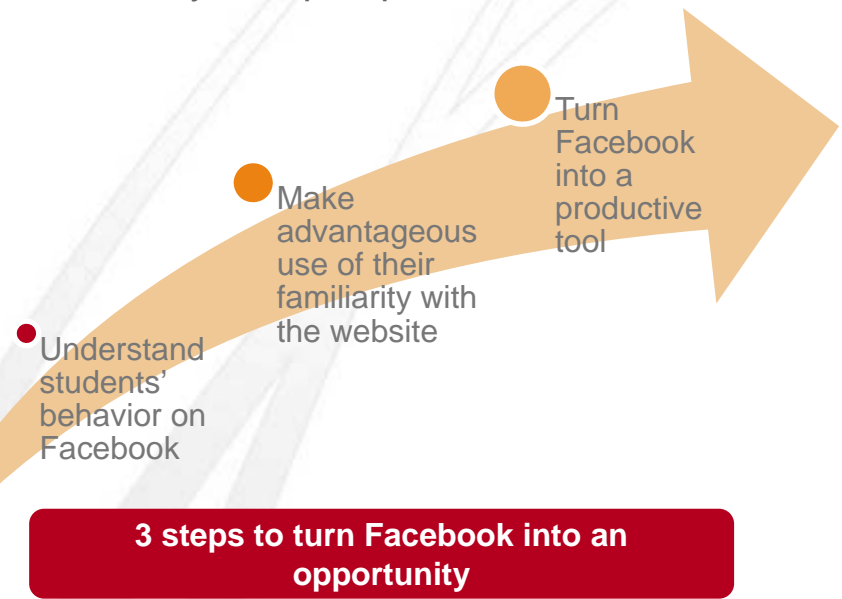 Turn
Facebook
into a
productive
tool
Make
advantageous
use of their
familiarity with
the website
Understand
students’
behavior on
Facebook
3 steps to turn Facebook into an
opportunity